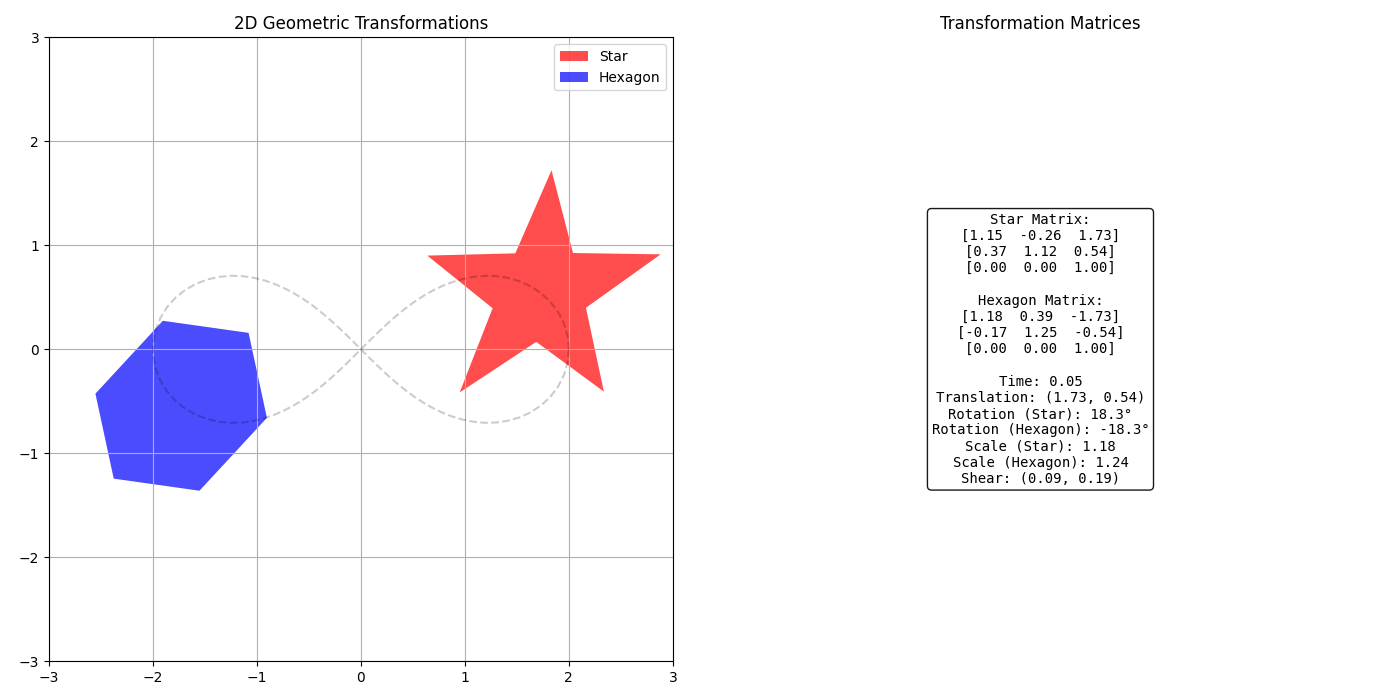 2D Geometric Transformations
Star
Hexagon
3
2
1
0
−1
−2
−3
−3
−2
−1
0
1
2
3
Transformation Matrices
Star Matrix:
[1.15  -0.26  1.73]
[0.37  1.12  0.54]
[0.00  0.00  1.00]
Hexagon Matrix:
[1.18  0.39  -1.73]
[-0.17  1.25  -0.54]
[0.00  0.00  1.00]
Time: 0.05
Translation: (1.73, 0.54)
Rotation (Star): 18.3°
Rotation (Hexagon): -18.3°
Scale (Star): 1.18
Scale (Hexagon): 1.24
Shear: (0.09, 0.19)